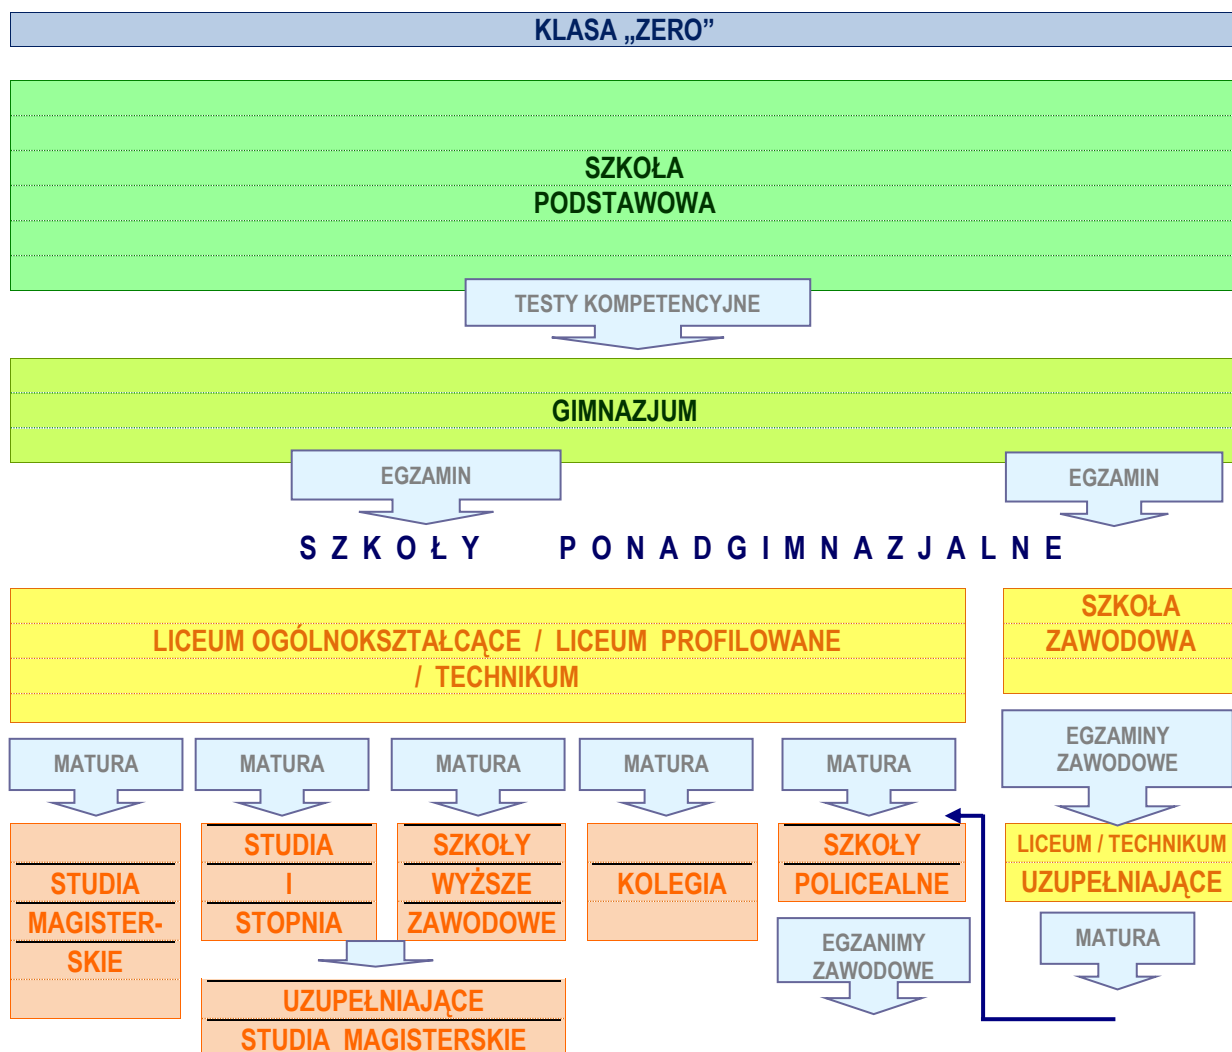 KLASA „ZERO”
SZKOŁA
PODSTAWOWA
TESTY KOMPETENCYJNE
GIMNAZJUM
EGZAMIN
EGZAMIN
SZKOŁY PONADGIMNAZJALNE
LICEUM OGÓLNOKSZTAŁCĄCE / LICEUM PROFILOWANE
/ TECHNIKUM
SZKOŁA
ZAWODOWA
MATURA
MATURA
MATURA
MATURA
MATURA
EGZAMINY
ZAWODOWE
STUDIA
MAGISTER-
SKIE
STUDIA
I
STOPNIA
SZKOŁY
WYŻSZE
ZAWODOWE
KOLEGIA
SZKOŁY
POLICEALNE
LICEUM / TECHNIKUM
UZUPEŁNIAJĄCE
EGZANIMY
ZAWODOWE
MATURA
UZUPEŁNIAJĄCE
STUDIA MAGISTERSKIE